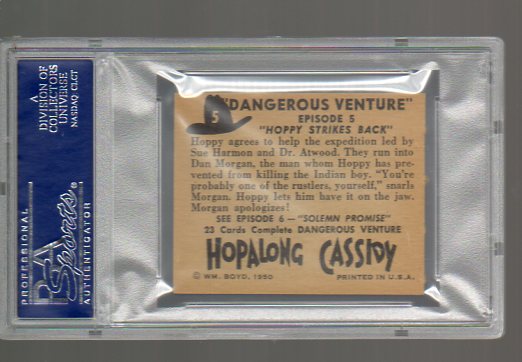 DIVISION OF
COLLECTORS
UNIVERSE
NASDAQ: CLCT
PROFESSIONAL
PSA
Sports
AUTHENTICATOR
®
5
"DANGEROUS VENTURE"
EPISODE 5
"HOPPY STRIKES BACK"
Hoppy agrees to help the expedition led by
Sue Harmon and Dr. Atwood. They run into
Dan Morgan, the man whom Hoppy has pre-
vented from killing the Indian boy. "You're
probably one of the rustlers, yourself," snarls
Morgan. Hoppy lets him have it on the jaw.
Morgan apologizes!
SEE EPISODE 6 — "SOLEMN PROMISE"
23 Cards Complete DANGEROUS VENTURE
HOPALONG CASSIDY
© WM. BOYD, 1950 PRINTED IN U.S.A.